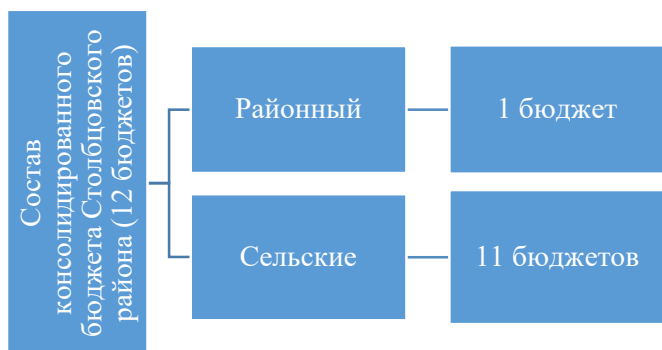 Состав
консолидированного
бюджета Столбцовского
района (12 бюджетов)
Районный
1 бюджет
Сельские
11 бюджетов